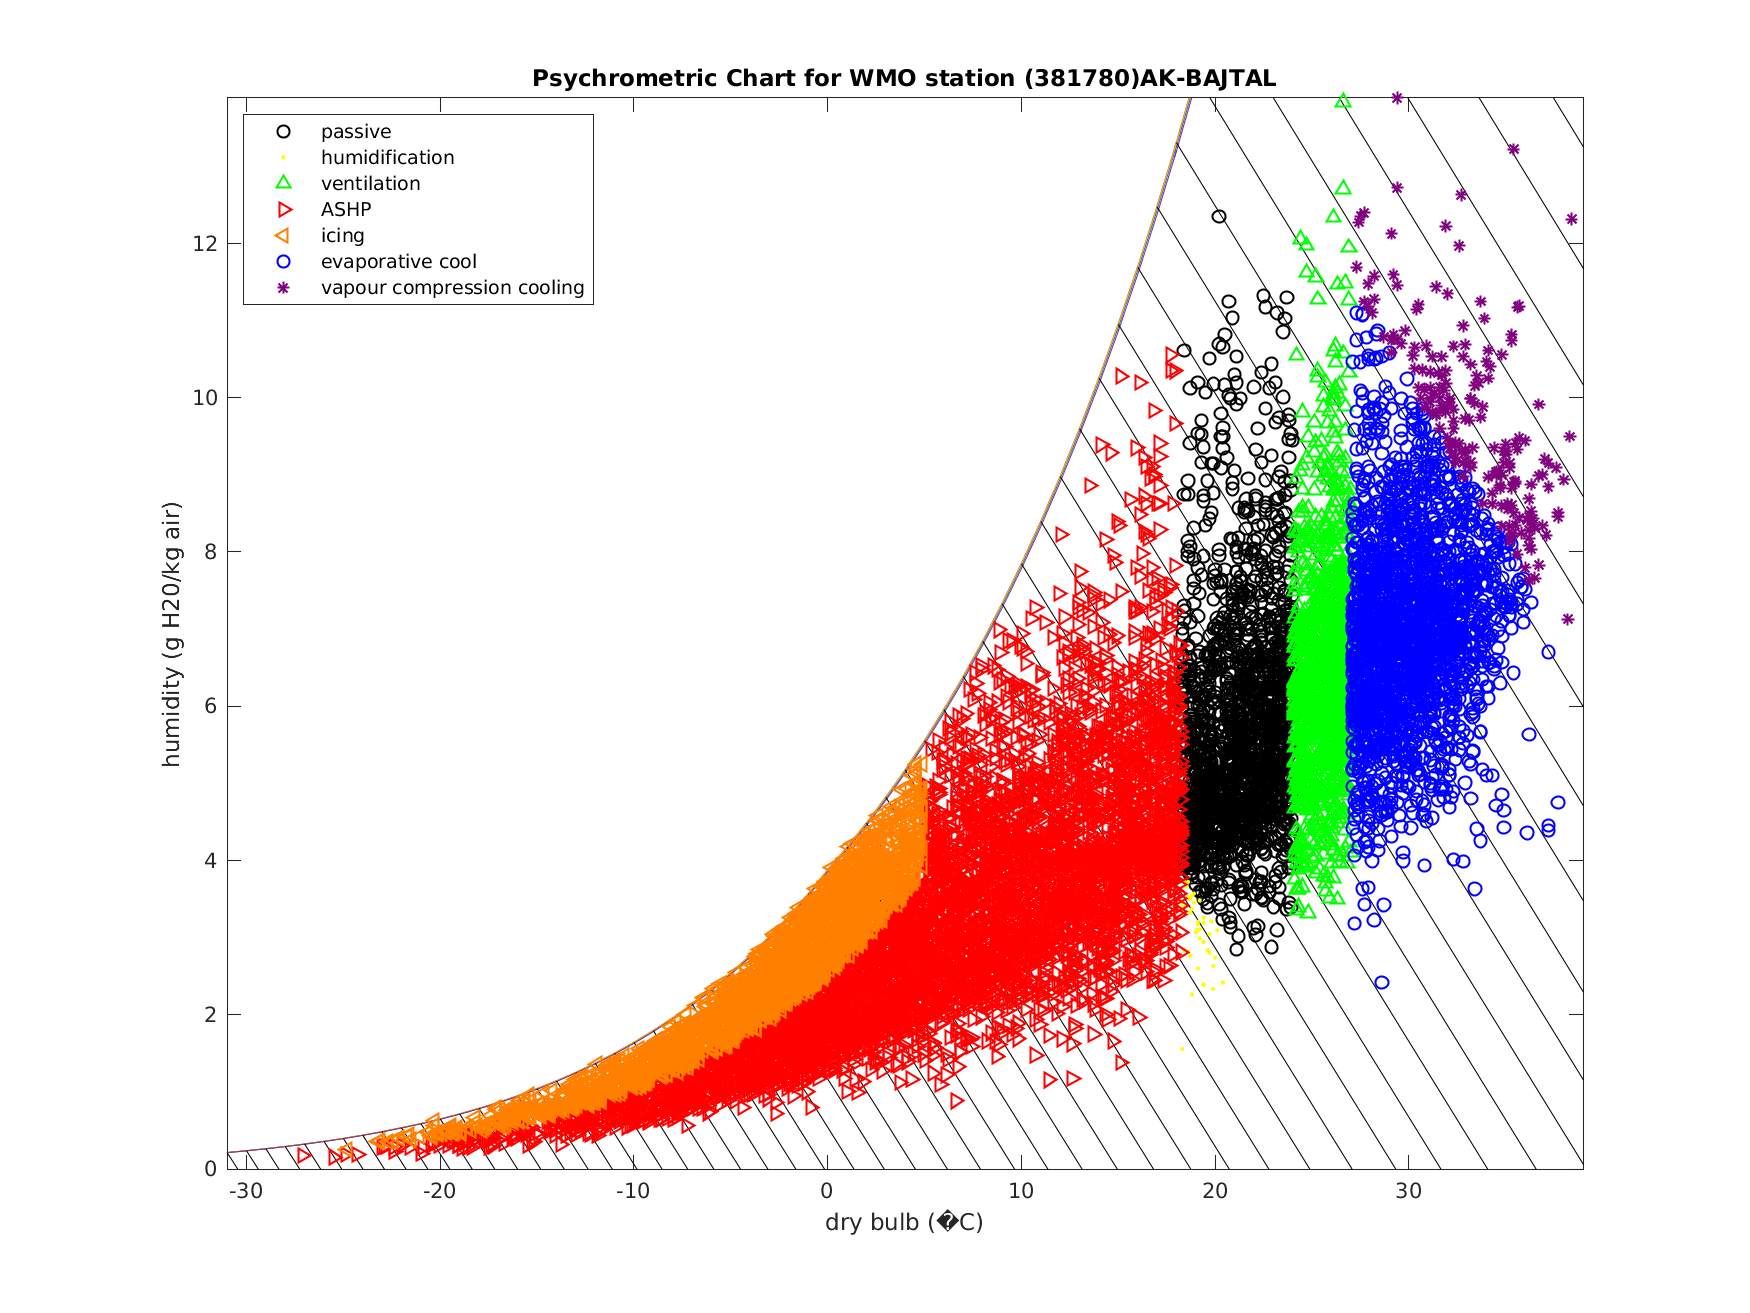 Psychrometric Chart for WMO station (381780)AK-BAJTAL
passive
humidification
ventilation
ASHP
icing
evaporative cool
vapour compression cooling
humidity (g H20/kg air)
12
10
8
6
4
2
0
-30 -20 -10 0 10 20 30
dry bulb (�C)